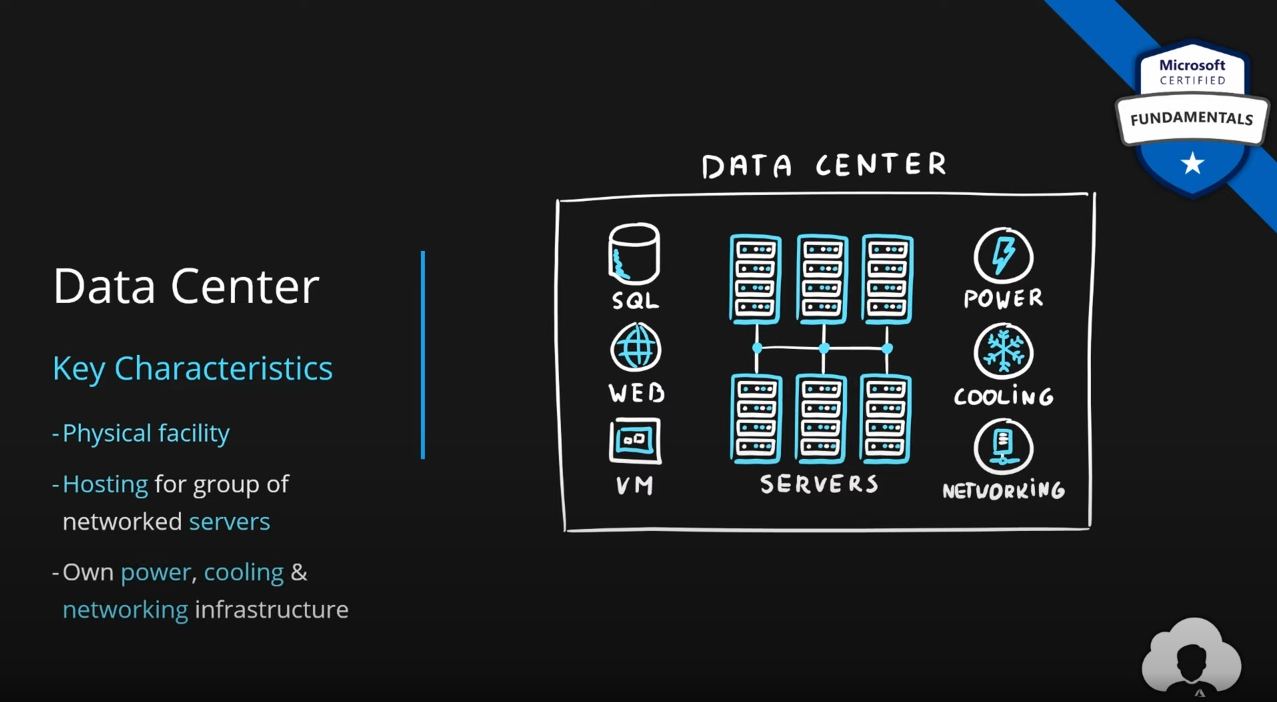 Microsoft
CERTIFIED
FUNDAMENTALS
Data Center
Key Characteristics
-Physical facility
-Hosting for group of
networked servers
-Own power, cooling &
networking infrastructure
DATA CENTER
SQL
WEB
VM
SERVERS
POWER
COOLING
NETWORKING